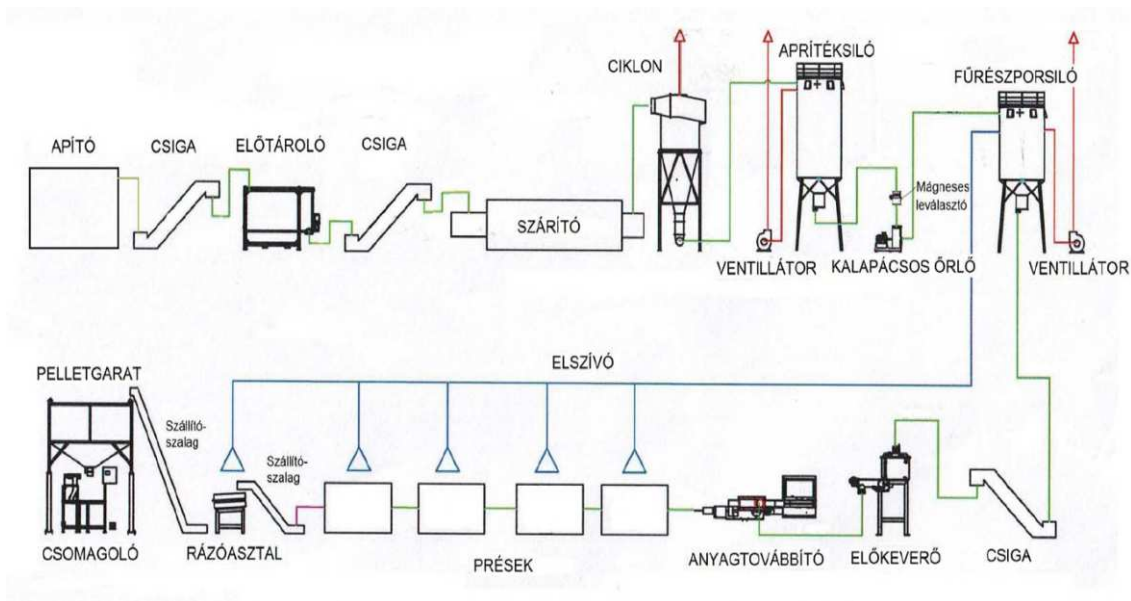 APÍTÓ
CSIGA
ELŐTÁROLÓ
CSIGA
SZÁRÍTÓ
CIKLON
APRÍTÉKSILÓ
FŰRÉSZPORSILÓ
Mágneses
leválasztó
VENTILLÁTOR
KALAPÁCSOS ŐRLŐ
VENTILLÁTOR
ELSZÍVÓ
PELLETGARAT
Szállító-
szalag
Szállító-
szalag
CSOMAGOLÓ
RÁZÓASZTAL
PRÉSEK
ANYAGTOVÁBBÍTÓ
ELŐKEVERŐ
CSIGA